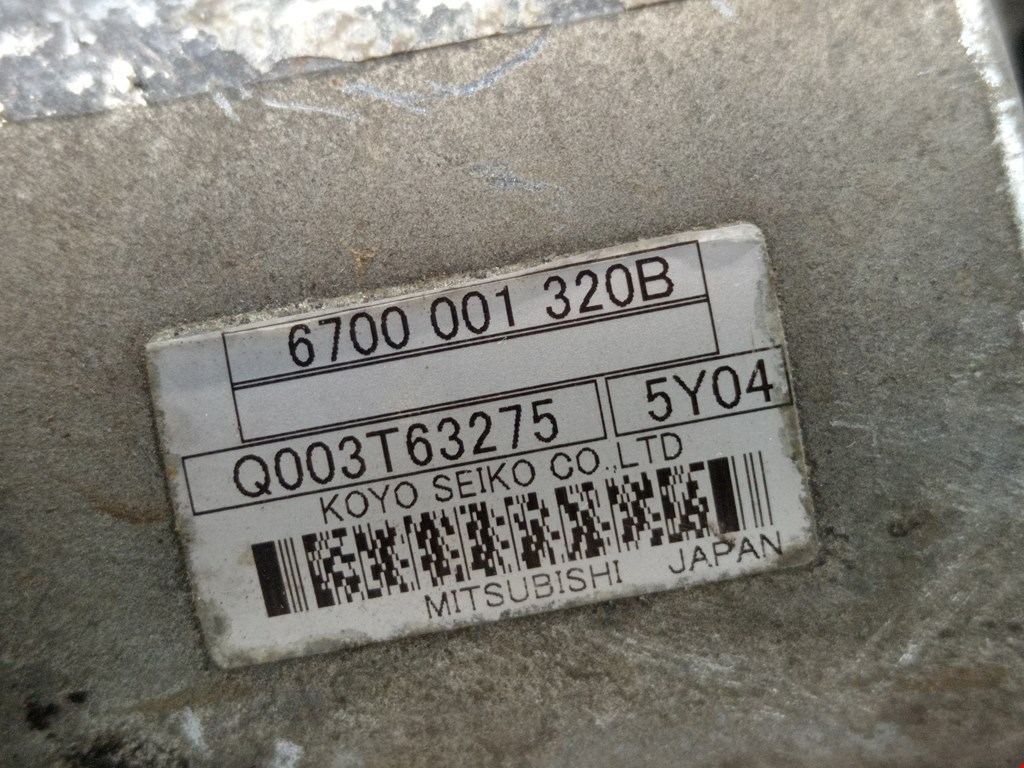 6700 001 320B
Q003T63275 5Y04
KOYO SEIKO CO.,LTD
MITSUBISHI JAPAN